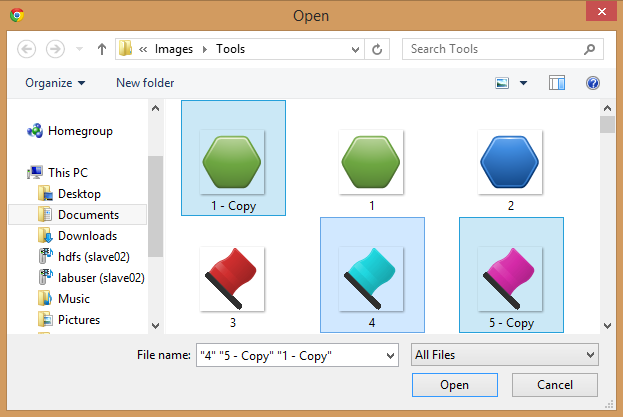 Open
« Images Tools
Search Tools
Organize
New folder
Homegroup
This PC
Desktop
Documents
Downloads
hdfs (slave02)
labuser (slave02)
Music
Pictures
1 - Copy
1
2
3
4
5 - Copy
File name: "4" "5 - Copy" "1 - Copy"
All Files
Open
Cancel